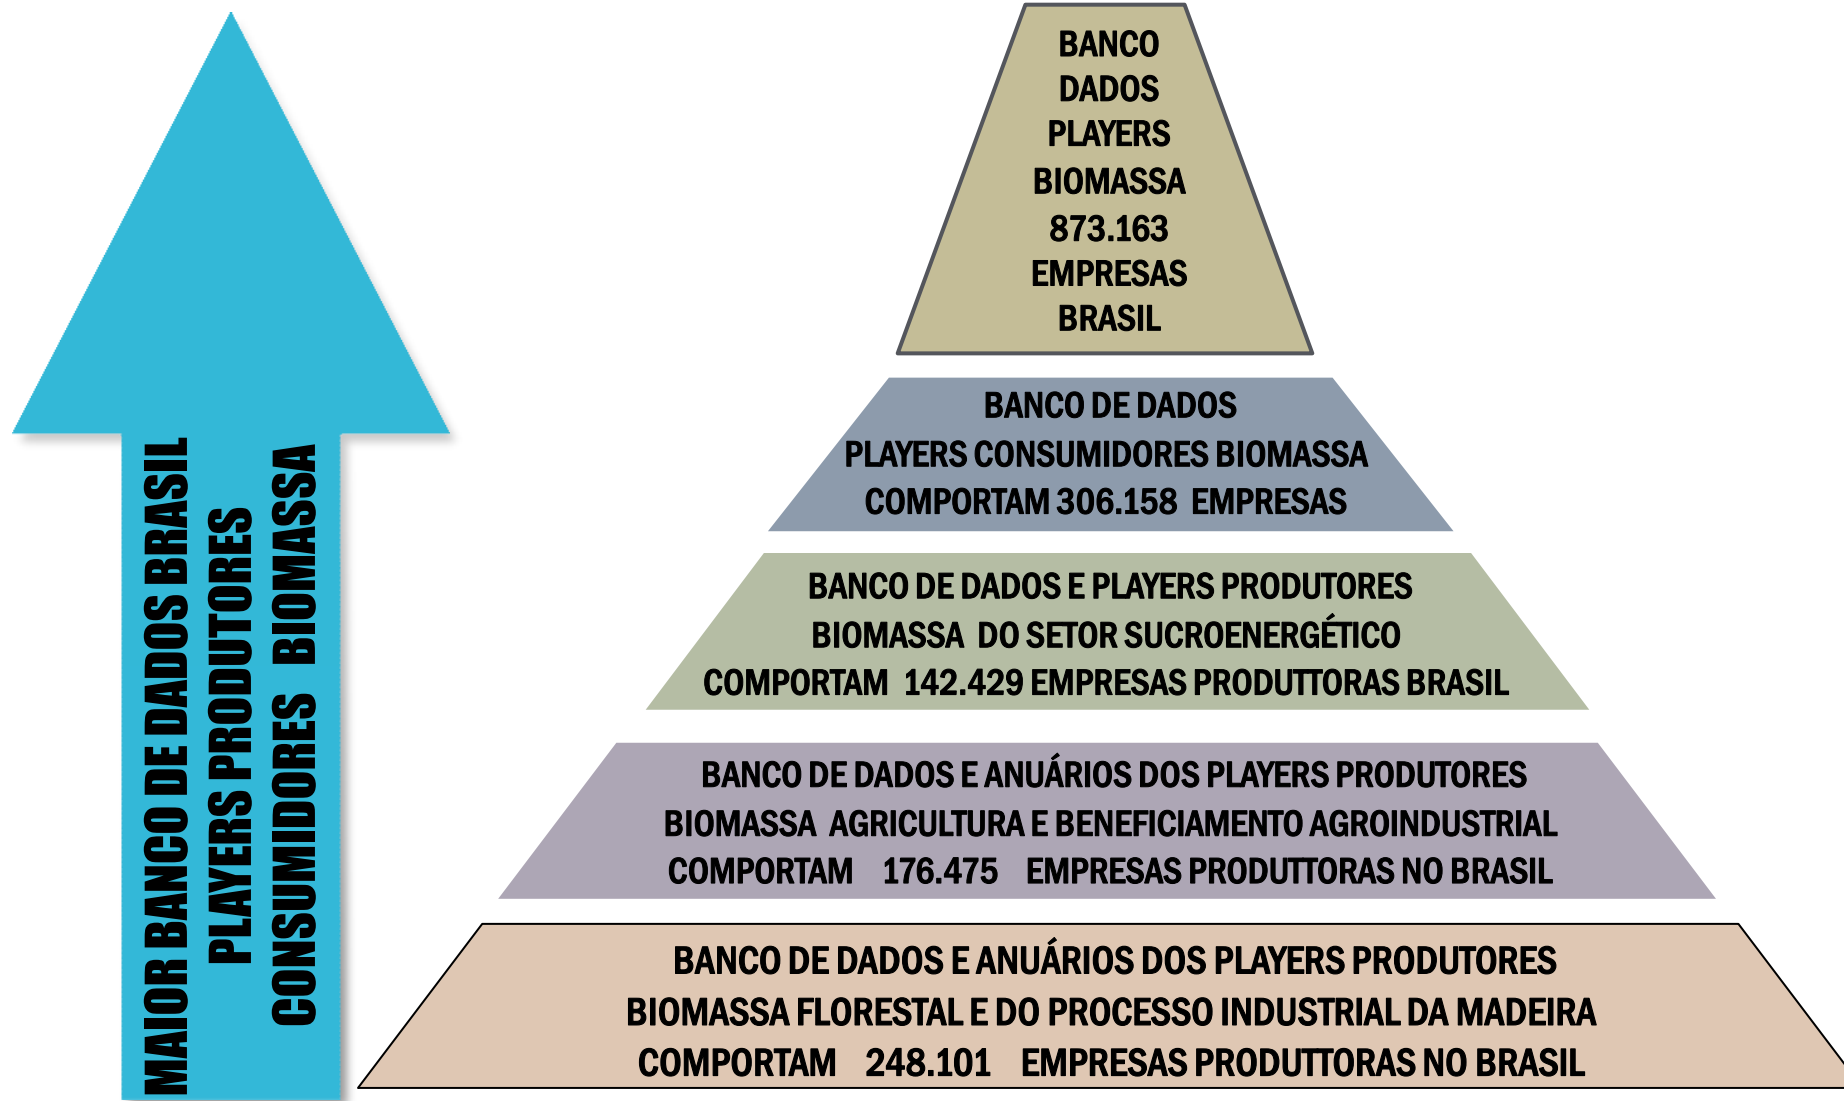 MAIOR BANCO DE DADOS BRASIL
PLAYERS PRODUTORES
CONSUMIDORES BIOMASSA
BANCO
DADOS
PLAYERS
BIOMASSA
873.163
EMPRESAS
BRASIL
BANCO DE DADOS
PLAYERS CONSUMIDORES BIOMASSA
COMPORTAM 306.158 EMPRESAS
BANCO DE DADOS E PLAYERS PRODUTORES
BIOMASSA DO SETOR SUCROENERGÉTICO
COMPORTAM 142.429 EMPRESAS PRODUTTORAS BRASIL
BANCO DE DADOS E ANUÁRIOS DOS PLAYERS PRODUTORES
BIOMASSA AGRICULTURA E BENEFICIAMENTO AGROINDUSTRIAL
COMPORTAM 176.475 EMPRESAS PRODUTTORAS NO BRASIL
BANCO DE DADOS E ANUÁRIOS DOS PLAYERS PRODUTORES
BIOMASSA FLORESTAL E DO PROCESSO INDUSTRIAL DA MADEIRA
COMPORTAM 248.101 EMPRESAS PRODUTTORAS NO BRASIL